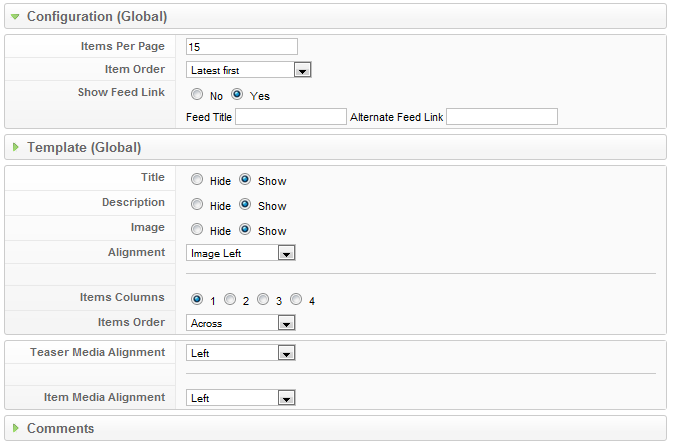 Configuration (Global)
Items Per Page 15
Item Order Latest first
Show Feed Link No Yes
Feed Title Alternate Feed Link
Template (Global)
Title Hide Show
Description Hide Show
Image Hide Show
Alignment Image Left
Items Columns 1 2 3 4
Items Order Across
Teaser Media Alignment Left
Item Media Alignment Left
Comments